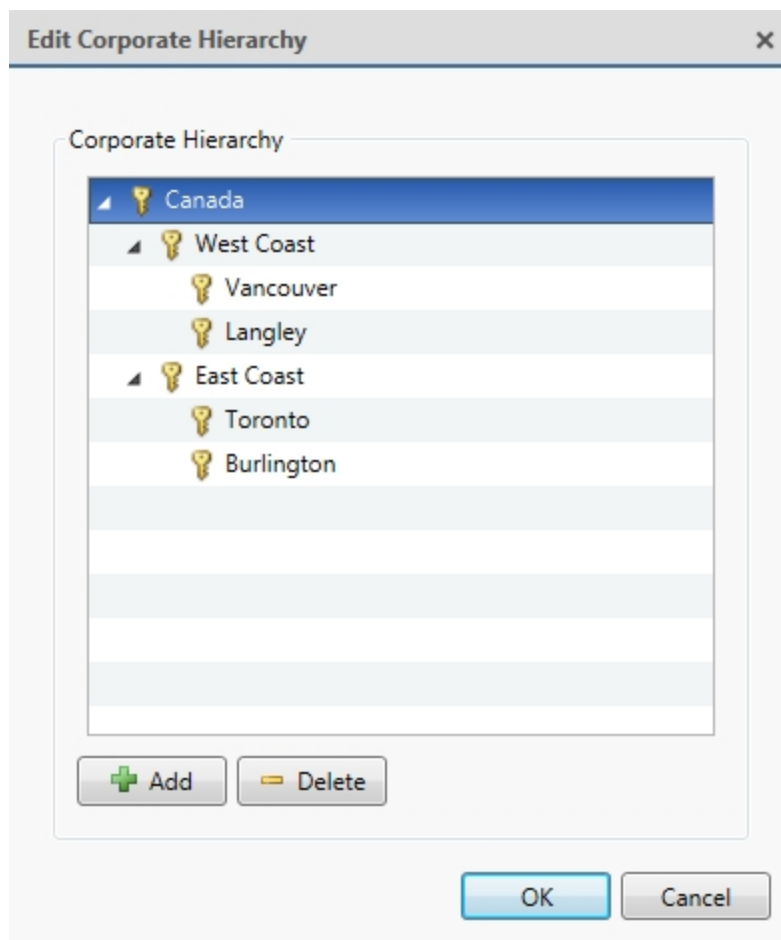 Edit Corporate Hierarchy
Corporate Hierarchy
Canada
West Coast
Vancouver
Langley
East Coast
Toronto
Burlington
Add
Delete
OK
Cancel